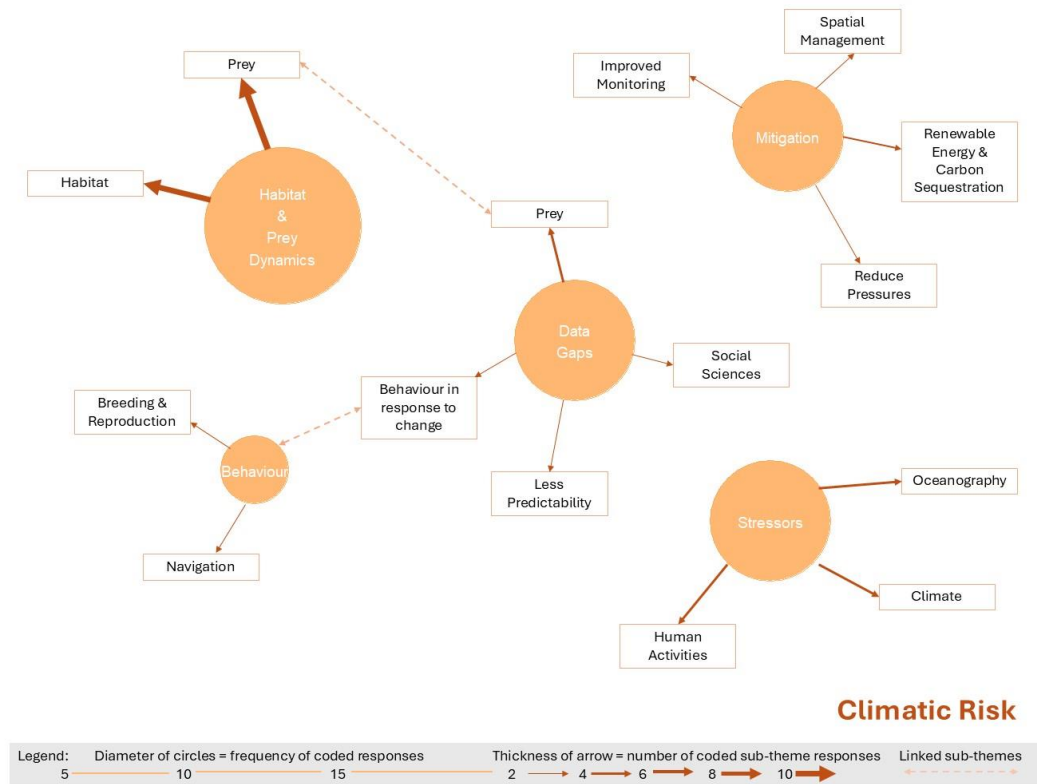 Spatial
Management
Prey
Improved
Monitoring
Mitigation
Renewable
Energy &
Carbon
Sequestration
Habitat
Habitat
&
Prey
Dynamics
Prey
Reduce
Pressures
Data
Gaps
Social
Sciences
Behaviour in
response to
change
Breeding &
Reproduction
Behaviour
Less
Predictability
Oceanography
Stressors
Navigation
Climate
Human
Activities
Climatic Risk
Legend: Diameter of circles = frequency of coded responses Thickness of arrow = number of coded sub-theme responses Linked sub-themes
5 10 15 2 4 6 8 10